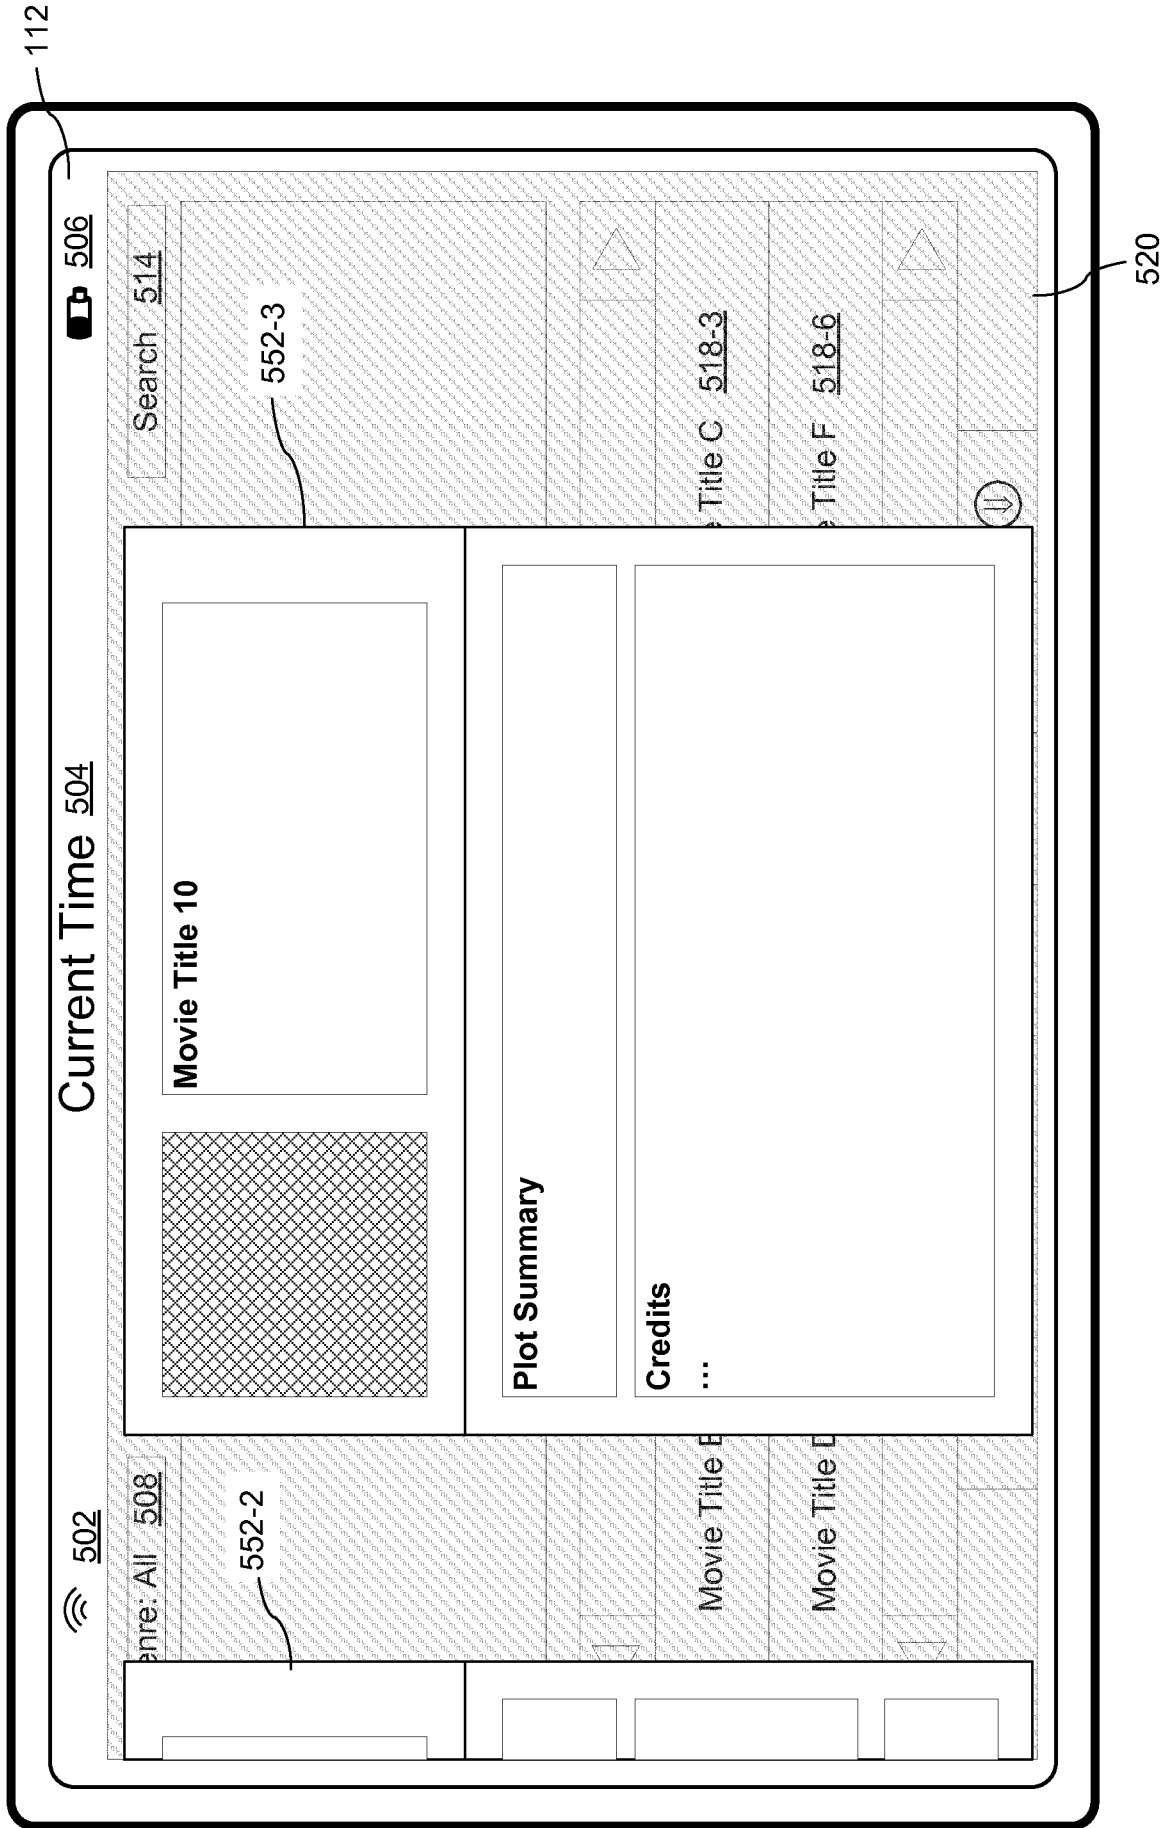 112
502
Current Time 504
506
enre: All 508
Search 514
552-2
552-3
Movie Title 10
Plot Summary
Credits
...
Movie Title
Title C 518-3
Movie Title
Title F 518-6
520